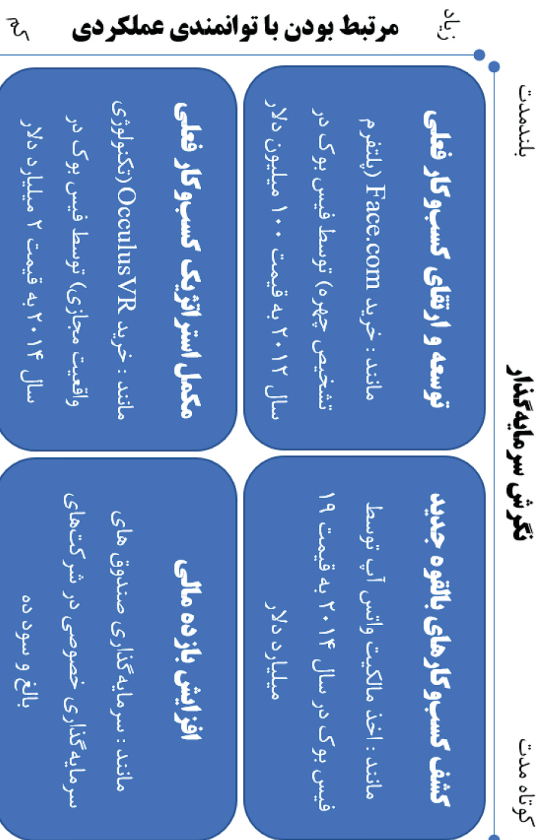 مرتبط بودن با توانمندی عملکردی
زیاد
کم
نگرش سرمایه‌گذار
بلندمدت
کوتاه مدت
توسعه و ارتقای کسب‌و‌کار فعلی
مانند : خرید Face.com (پلتفرم
تشخیص چهره) توسط فیس بوک در
سال ۲۰۱۲ به قیمت ۱۰۰ میلیون دلار
کشف کسب‌و‌کارهای بالقوه جدید
مانند : اخذ مالکیت واتس آپ توسط
فیس بوک در سال ۲۰۱۴ به قیمت ۱۹
میلیارد دلار
مکمل استراتژیک کسب‌و‌کار فعلی
مانند : خرید OcculusVR (تکنولوژی
واقعیت مجازی) توسط فیس بوک در
سال ۲۰۱۴ به قیمت ۲ میلیارد دلار
افزایش بازده مالی
مانند : سرمایه‌گذاری صندوق های
سرمایه‌گذاری خصوصی در شرکت‌های
بالغ و سود ده